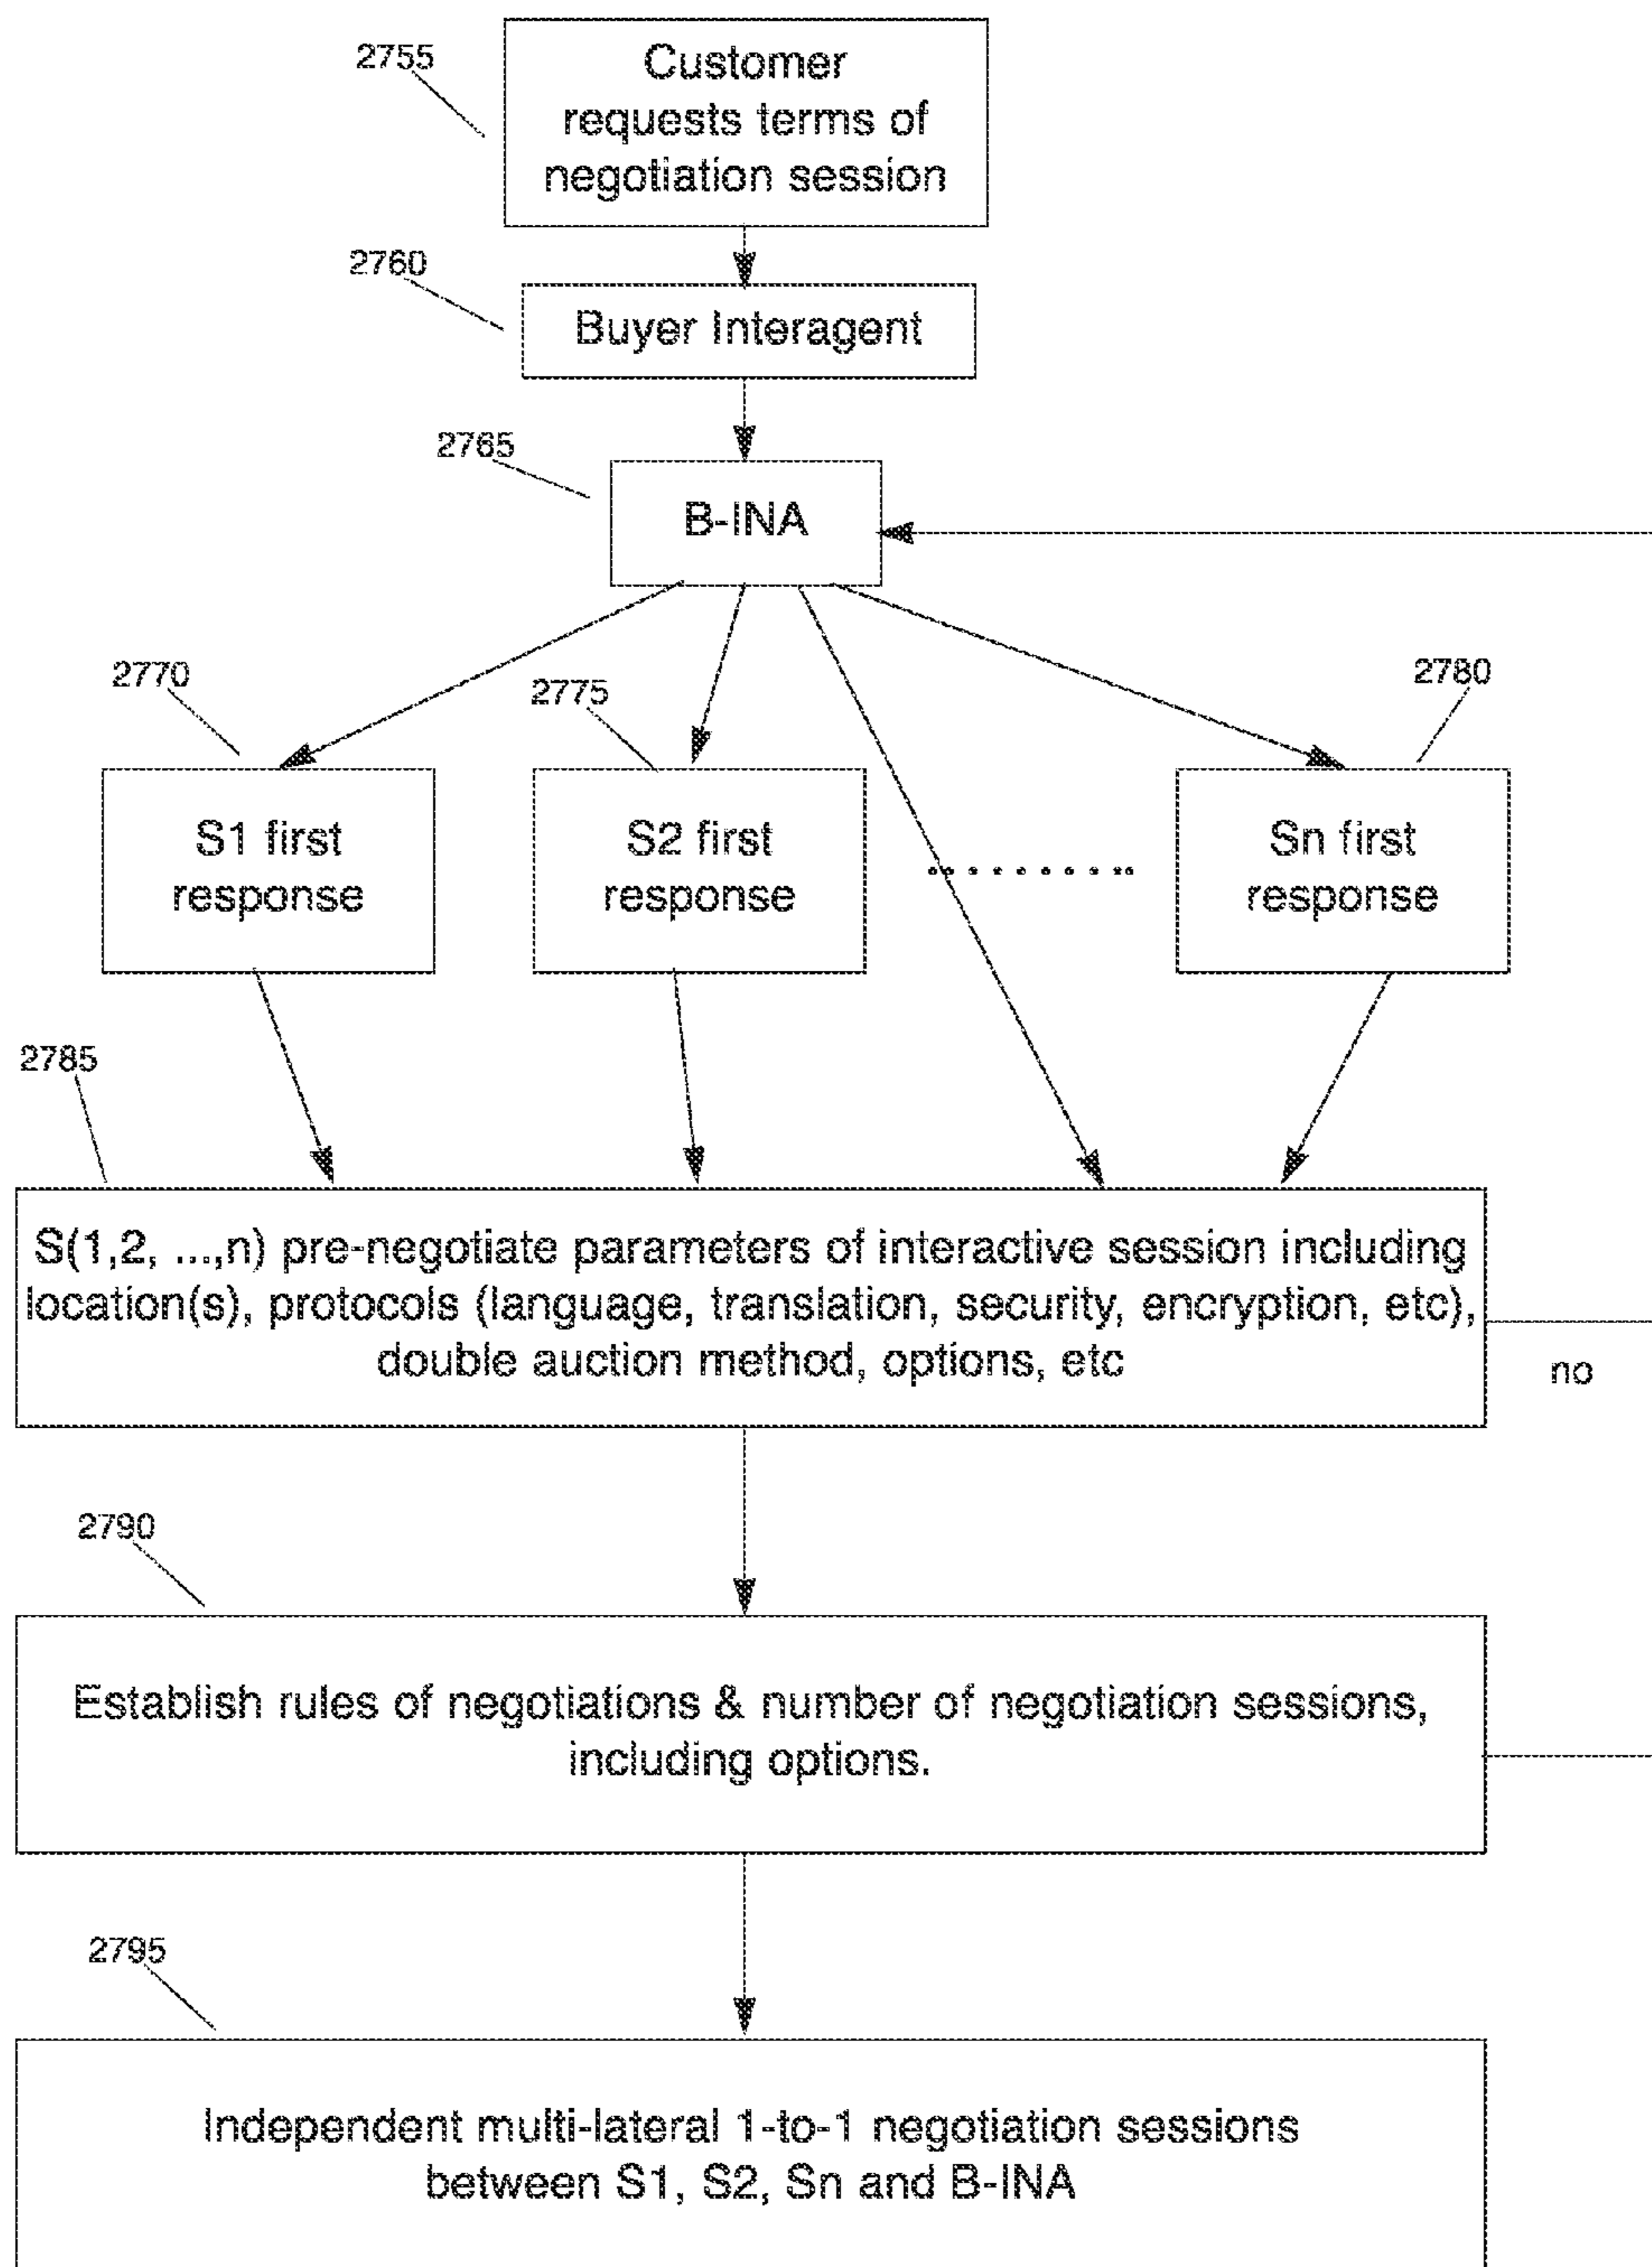 2755
Customer
requests terms of
negotiation session
2760
Buyer Interagent
2765
B-INA
2770
2775
2780
S1 first
response
S2 first
response
Sn first
response
2785
S(1,2, ...,n) pre-negotiate parameters of interactive session including
location(s), protocols (language, translation, security, encryption, etc),
double auction method, options, etc
no
2790
Establish rules of negotiations & number of negotiation sessions,
including options.
2795
Independent multi-lateral 1-to-1 negotiation sessions
between S1, S2, Sn and B-INA